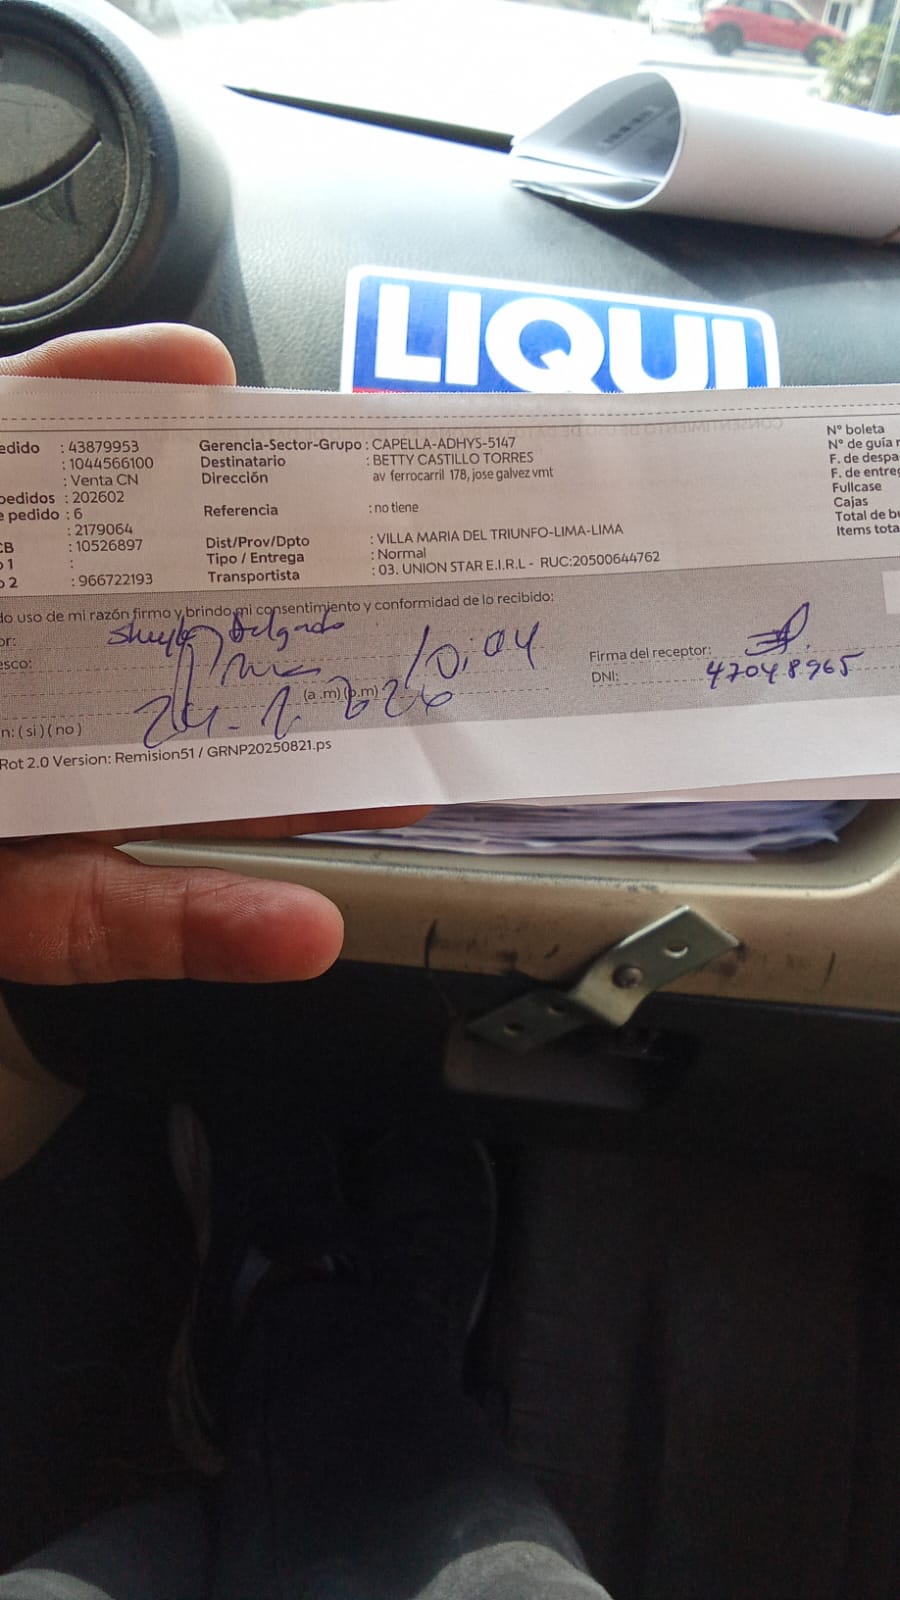 LIQUI
edido : 43879953 Gerencia-Sector-Grupo : CAPELLA-ADHYS-5147 N° boleta
: 1044566100 Destinatario : BETTY CASTILLO TORRES N° de guía r
: Venta CN Dirección av ferrocarril 178, jose galvez vmt F. de despa
pedidos : 202602 F. de entre
e pedido : 6 Referencia : no tiene Fullcase
: 2179064 Cajas
CB : 10526897 Dist/Prov/Dpto : VILLA MARIA DEL TRIUNFO-LIMA-LIMA Total de bu
o 1 : Tipo / Entrega : Normal Items tota
o 2 : 966722193 Transportista : 03. UNION STAR E.I.R.L - RUC:20500644762
do uso de mi razón firmo y brindo mi consentimiento y conformidad de lo recibido:
or: Delgado
esco: 10:04 Firma del receptor:
(a.m)(p.m) DNI: 47048965
n: ( si ) ( no )
Rot 2.0 Version: Remision51 / GRNP20250821.ps